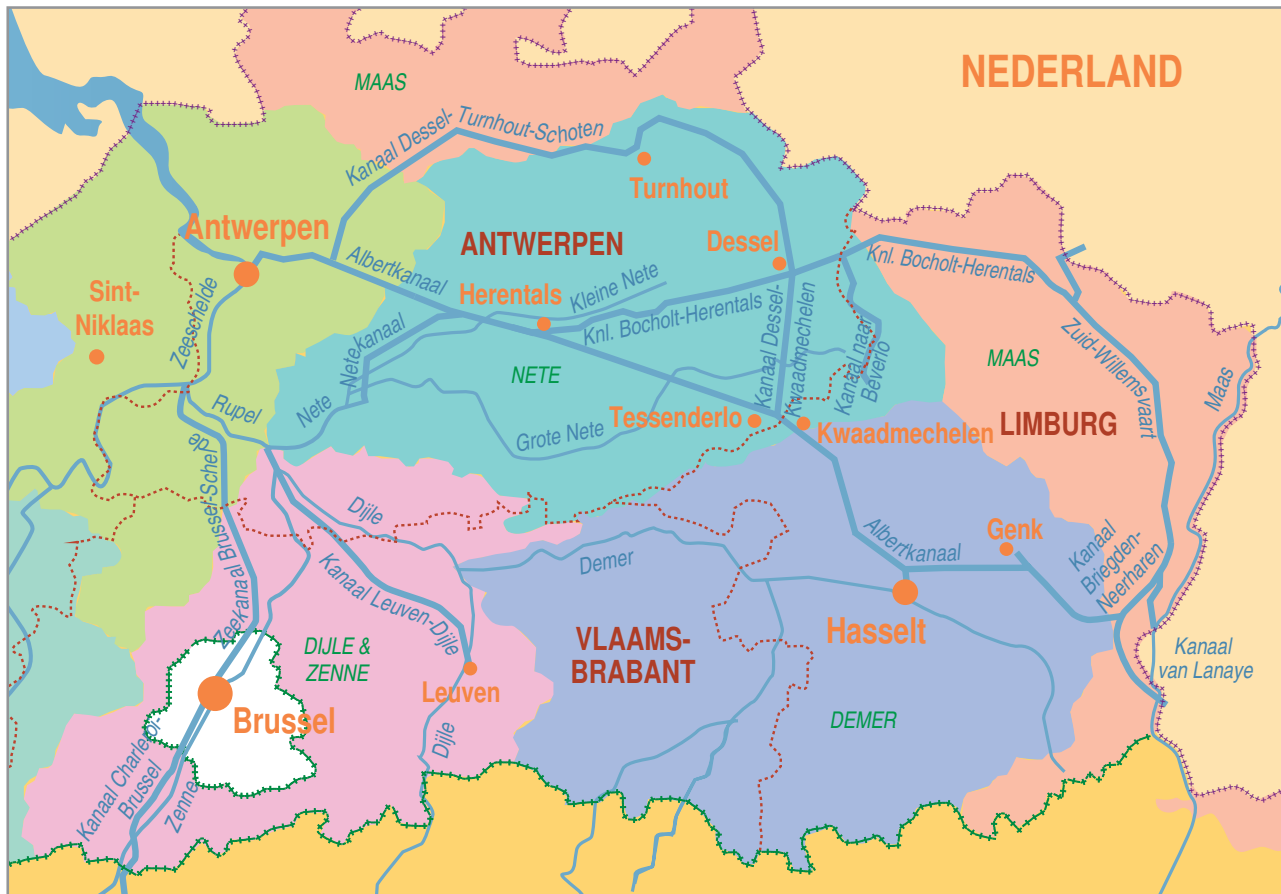 NEDERLAND
MAAS
Kanaal Dessel- Turnhout-Schoten
Turnhout
Antwerpen
ANTWERPEN
Dessel
Albertkanaal
Knl. Bocholt-Herentals
Sint-
Niklaas
Herentals
Kleine Nete
Knl. Bocholt-Herentals
Zeeschelde
Netekanaal
Kanaal Dessel-
Kwaadmechelen
Kanaal naar
Beverlo
Zuid-Willemsvaart
Maas
MAAS
NETE
Rupel
Nete
Grote Nete
Tessenderlo
Kwaadmechelen
LIMBURG
Zeekanaal Brussel-Schel
de
Dijle
Kanaal Leuven-Dijle
Demer
Albertkanaal
Genk
Kanaal
Briegden-
Neerharen
Hasselt
VLAAMS-
BRABANT
DIJLE &
ZENNE
Leuven
Kanaal
van Lanaye
Brussel
Dijle
DEMER
Kanaal Charleroi-
Brussel
Zenne